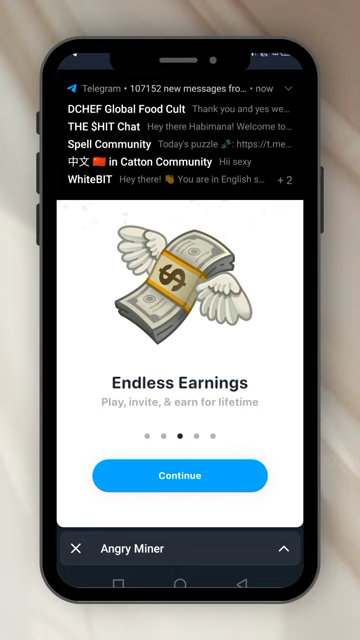 Telegram • 107152 new messages fro... • now
DCHEF Global Food Cult Thank you and yes we...
THE $HIT Chat Hey there Habimana! Welcome to...
Spell Community Today's puzzle 🧩: https://t.me...
中文 🇨🇳 in Catton Community Hii sexy
WhiteBIT Hey there! 👋 You are in English s... + 2
$
Endless Earnings
Play, invite, & earn for lifetime
Continue
Angry Miner